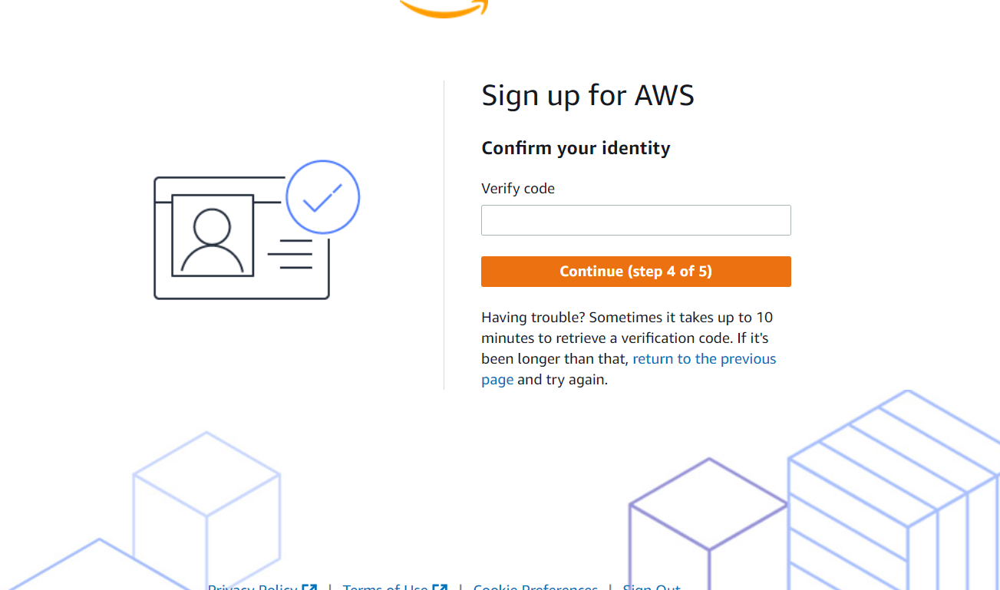 Sign up for AWS
Confirm your identity
Verify code
Continue (step 4 of 5)
Having trouble? Sometimes it takes up to 10
minutes to retrieve a verification code. If it's
been longer than that, return to the previous
page and try again.
Privacy Policy | Terms of Use | Cookie Preferences | Sign Out